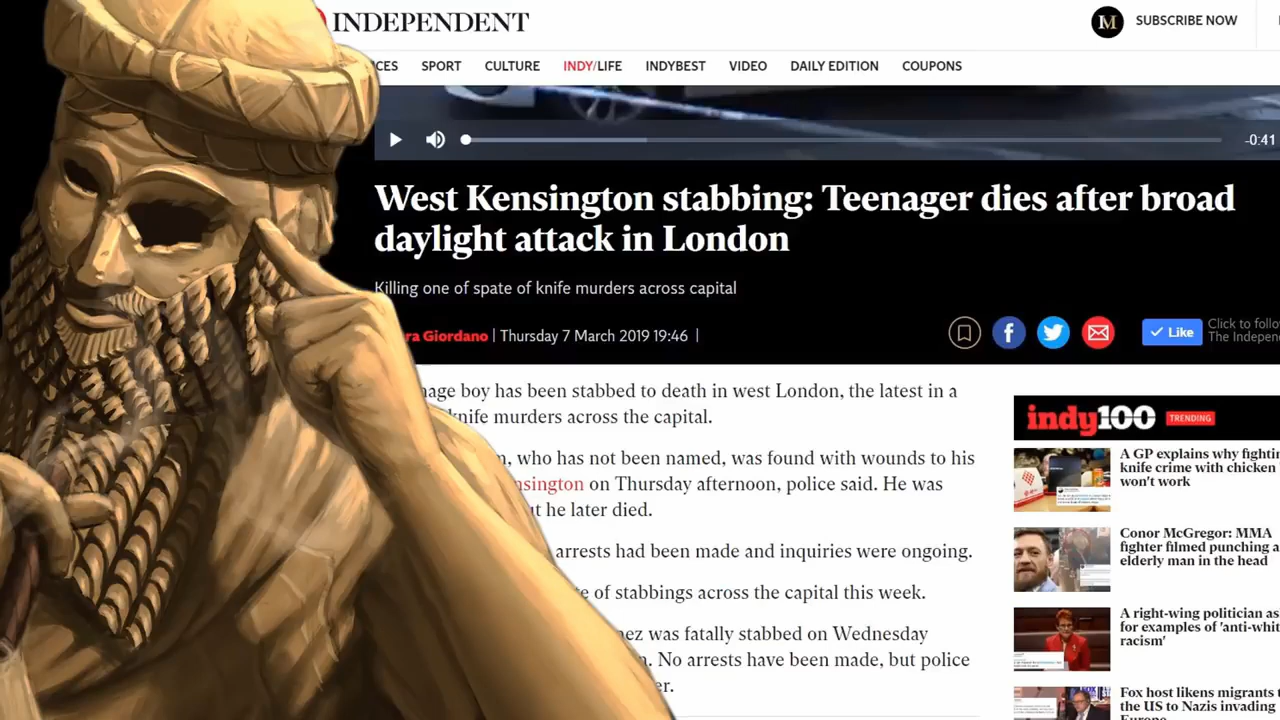 INDEPENDENT
M
SUBSCRIBE NOW
CES SPORT CULTURE INDY/LIFE INDYBEST VIDEO DAILY EDITION COUPONS
-0:41
West Kensington stabbing: Teenager dies after broad
daylight attack in London
Killing one of spate of knife murders across capital
ra Giordano | Thursday 7 March 2019 19:46 |
Like
Click to follo
The Indepen
nage boy has been stabbed to death in west London, the latest in a
knife murders across the capital.
, who has not been named, was found with wounds to his
nsington on Thursday afternoon, police said. He was
t he later died.
arrests had been made and inquiries were ongoing.
te of stabbings across the capital this week.
nez was fatally stabbed on Wednesday
. No arrests have been made, but police
er.
indy100 TRENDING
A GP explains why fightin
knife crime with chicken
won't work
Conor McGregor: MMA
fighter filmed punching a
elderly man in the head
A right-wing politician as
for examples of 'anti-whit
racism'
Fox host likens migrants t
the US to Nazis invading
Europe